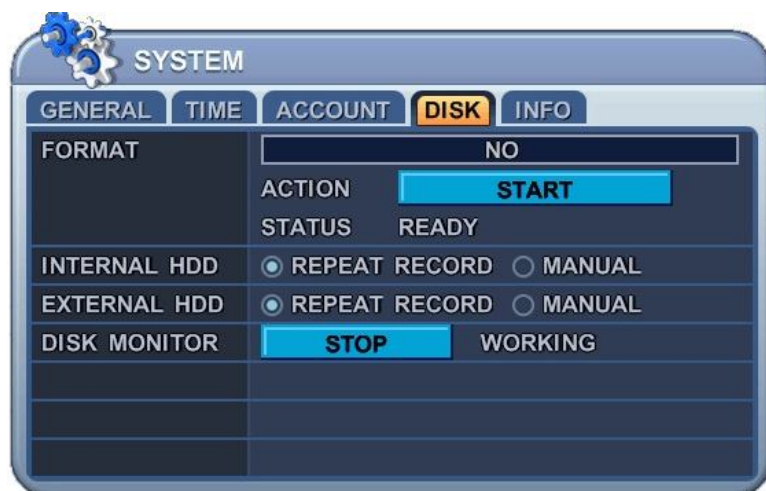 SYSTEM
GENERAL TIME ACCOUNT DISK INFO
FORMAT NO
ACTION START
STATUS READY
INTERNAL HDD REPEAT RECORD MANUAL
EXTERNAL HDD REPEAT RECORD MANUAL
DISK MONITOR STOP WORKING